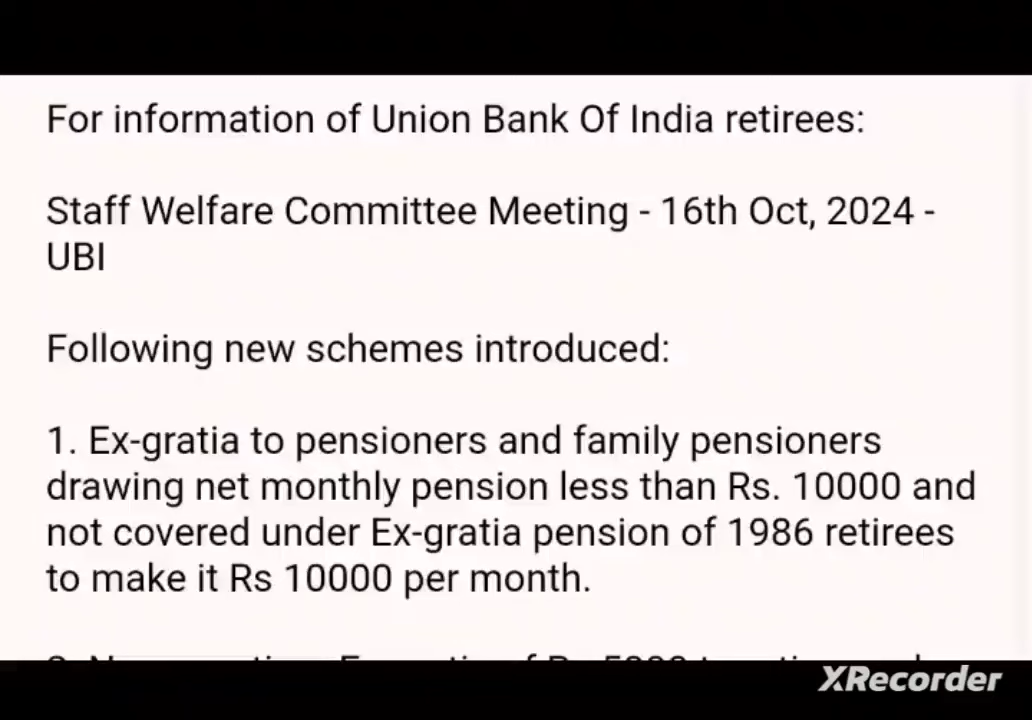 For information of Union Bank Of India retirees:
Staff Welfare Committee Meeting - 16th Oct, 2024 -
UBI
Following new schemes introduced:
1. Ex-gratia to pensioners and family pensioners
drawing net monthly pension less than Rs. 10000 and
not covered under Ex-gratia pension of 1986 retirees
to make it Rs 10000 per month.
XRecorder